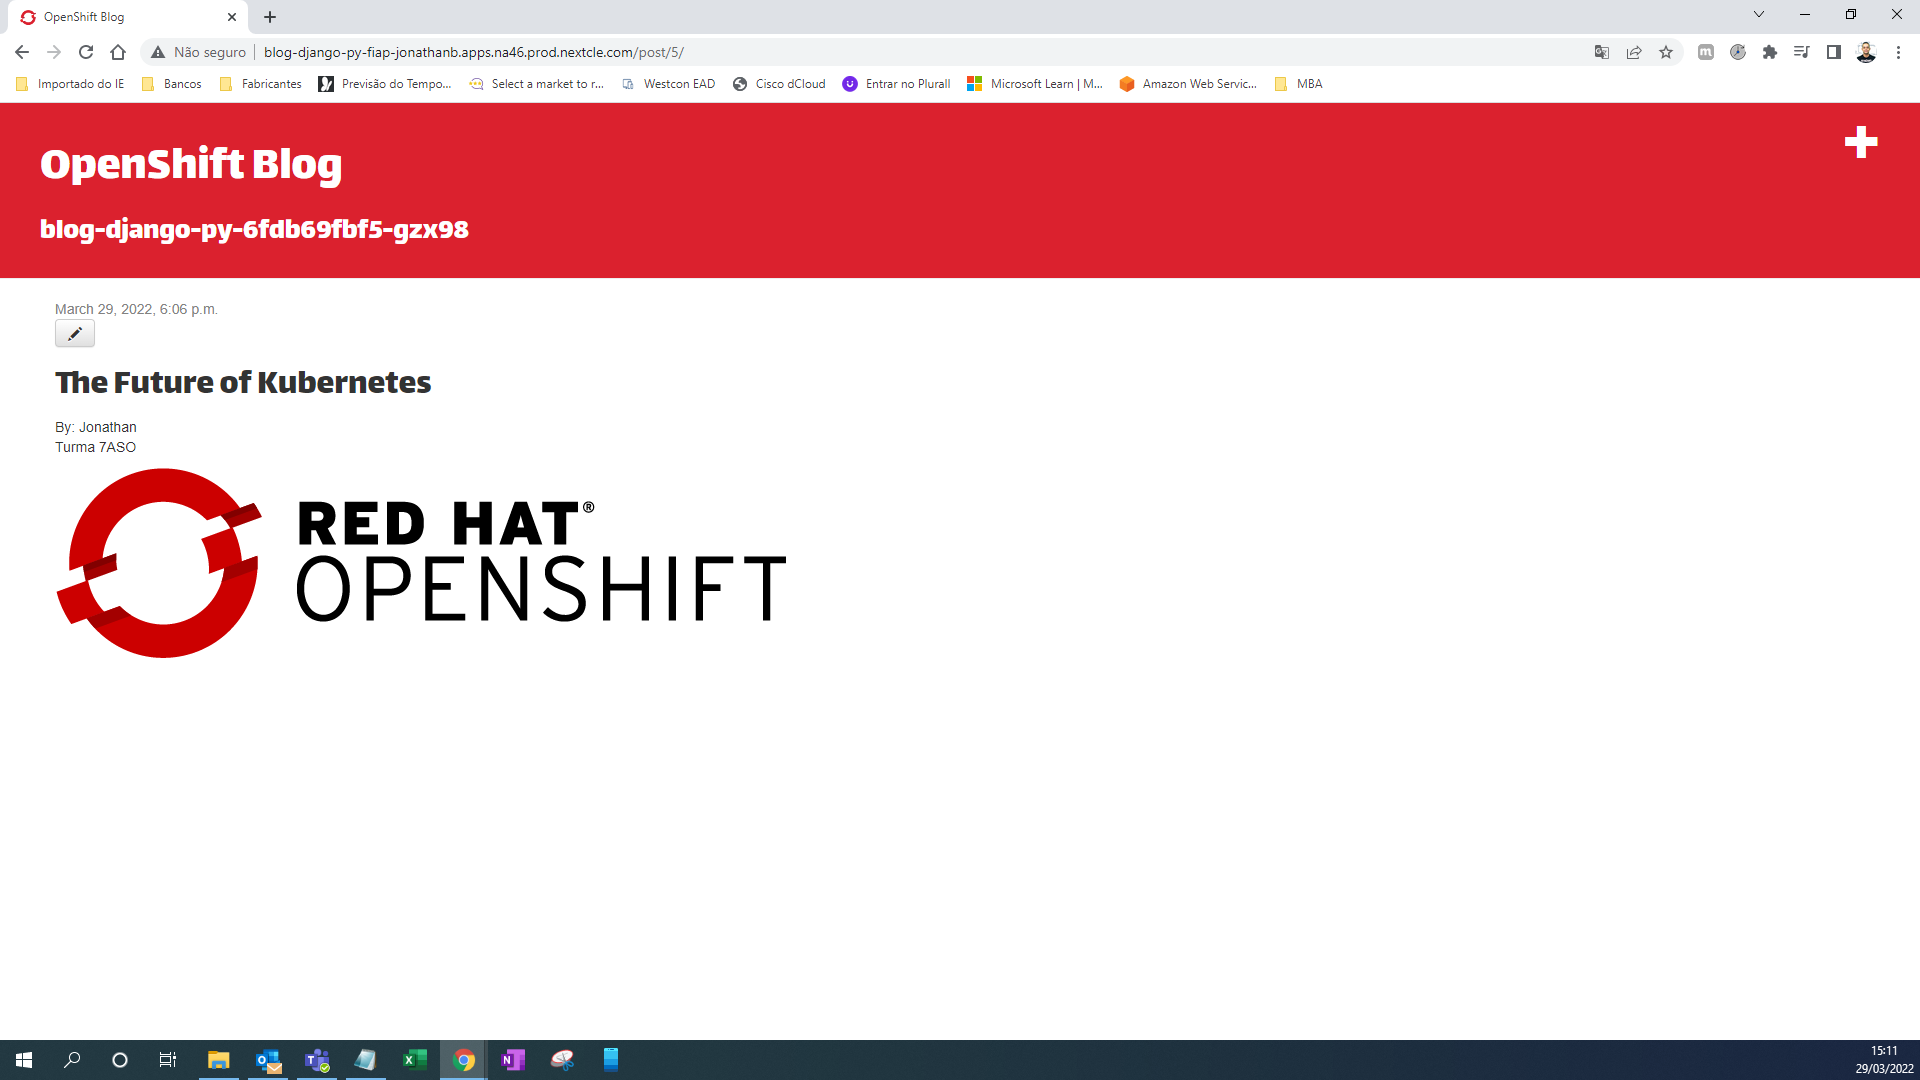 OpenShift Blog
Não seguro
blog-django-py-fiap-jonathanb.apps.na46.prod.nextcle.com/post/5/
Importado do IE
Bancos
Fabricantes
Previsão do Tempo...
Select a market to r...
Westcon EAD
Cisco dCloud
Entrar no Plurall
Microsoft Learn | M...
Amazon Web Servic...
MBA
OpenShift Blog
blog-django-py-6fdb69fbf5-gzx98
March 29, 2022, 6:06 p.m.
The Future of Kubernetes
By: Jonathan
Turma 7ASO
RED HAT®
OPENSHIFT
15:11
29/03/2022